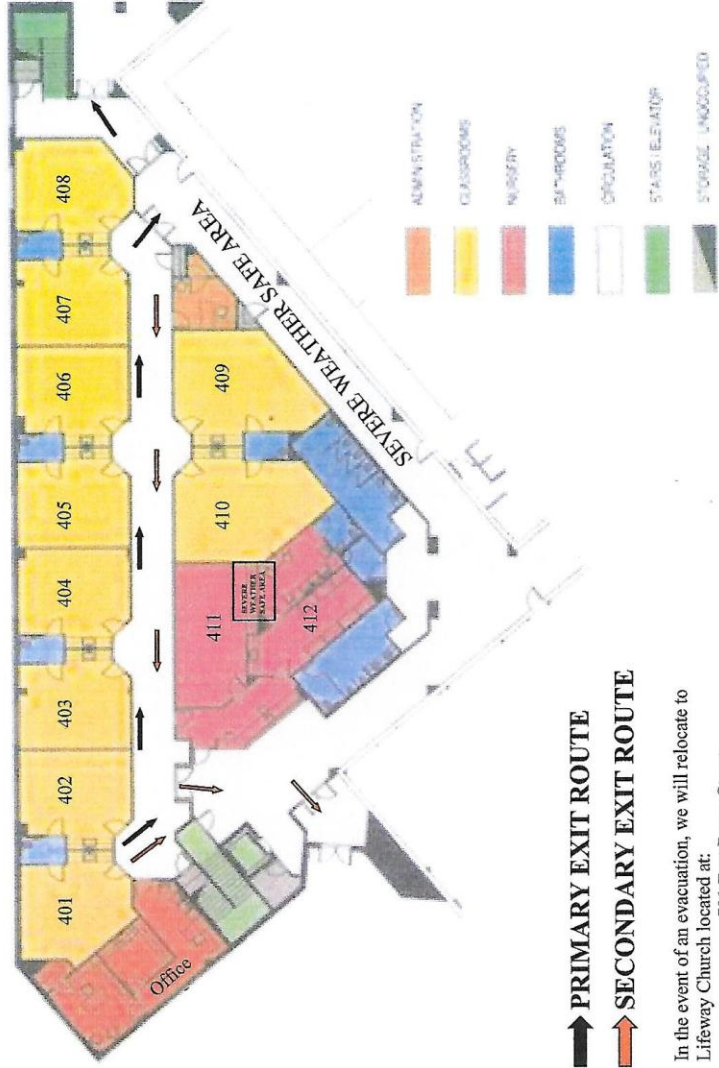 401
402
403
404
405
406
407
408
Office
411
410
409
412
SEVERE
WEATHER
SAFE AREA
SEVERE WEATHER SAFE AREA
ADMINISTRATION
CLASSROOMS
NURSERY
BATHROOMS
CIRCULATION
STAIRS / ELEVATOR
STORAGE UNOCCUPIED
PRIMARY EXIT ROUTE
SECONDARY EXIT ROUTE
In the event of an evacuation, we will relocate to
Lifeway Church located at: